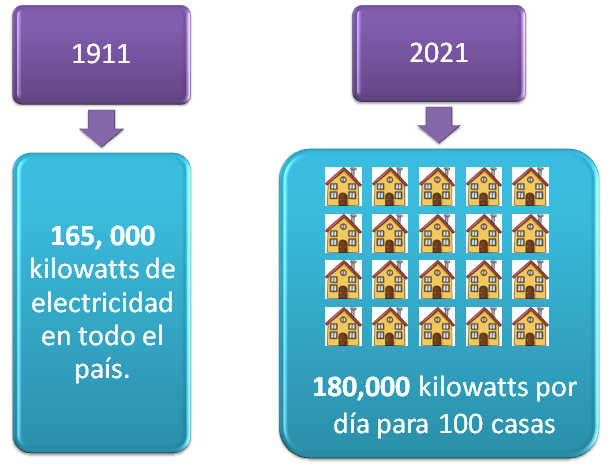 1911
165, 000
kilowatts de
electricidad
en todo el
país.
2021
180,000 kilowatts por
día para 100 casas